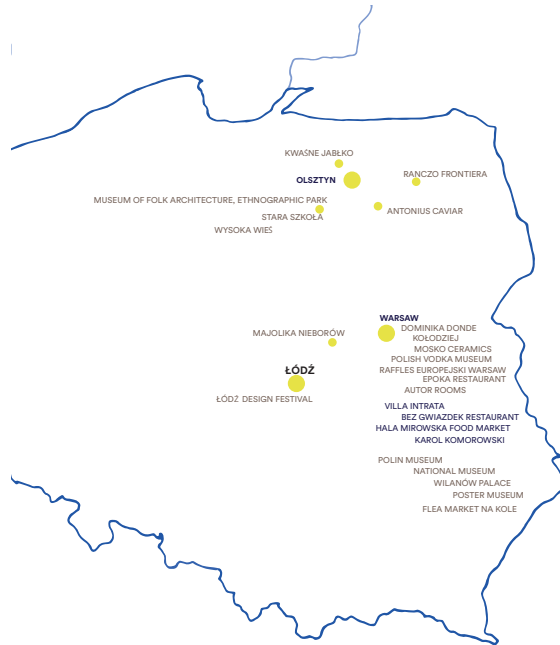 KWAŚNE JABŁKO
OLSZTYN
RANCZO FRONTIERA
MUSEUM OF FOLK ARCHITECTURE, ETHNOGRAPHIC PARK
ANTONIUS CAVIAR
STARA SZKOŁA
WYSOKA WIEŚ
WARSAW
DOMINIKA DONDE
MAJOLIKA NIEBORÓW
KOŁODZIEJ
MOSKO CERAMICS
POLISH VODKA MUSEUM
ŁÓDŹ
RAFFLES EUROPEJSKI WARSAW
EPOKA RESTAURANT
AUTOR ROOMS
ŁÓDŹ DESIGN FESTIVAL
VILLA INTRATA
BEZ GWIAZDEK RESTAURANT
HALA MIROWSKA FOOD MARKET
KAROL KOMOROWSKI
POLIN MUSEUM
NATIONAL MUSEUM
WILANÓW PALACE
POSTER MUSEUM
FLEA MARKET NA KOLE